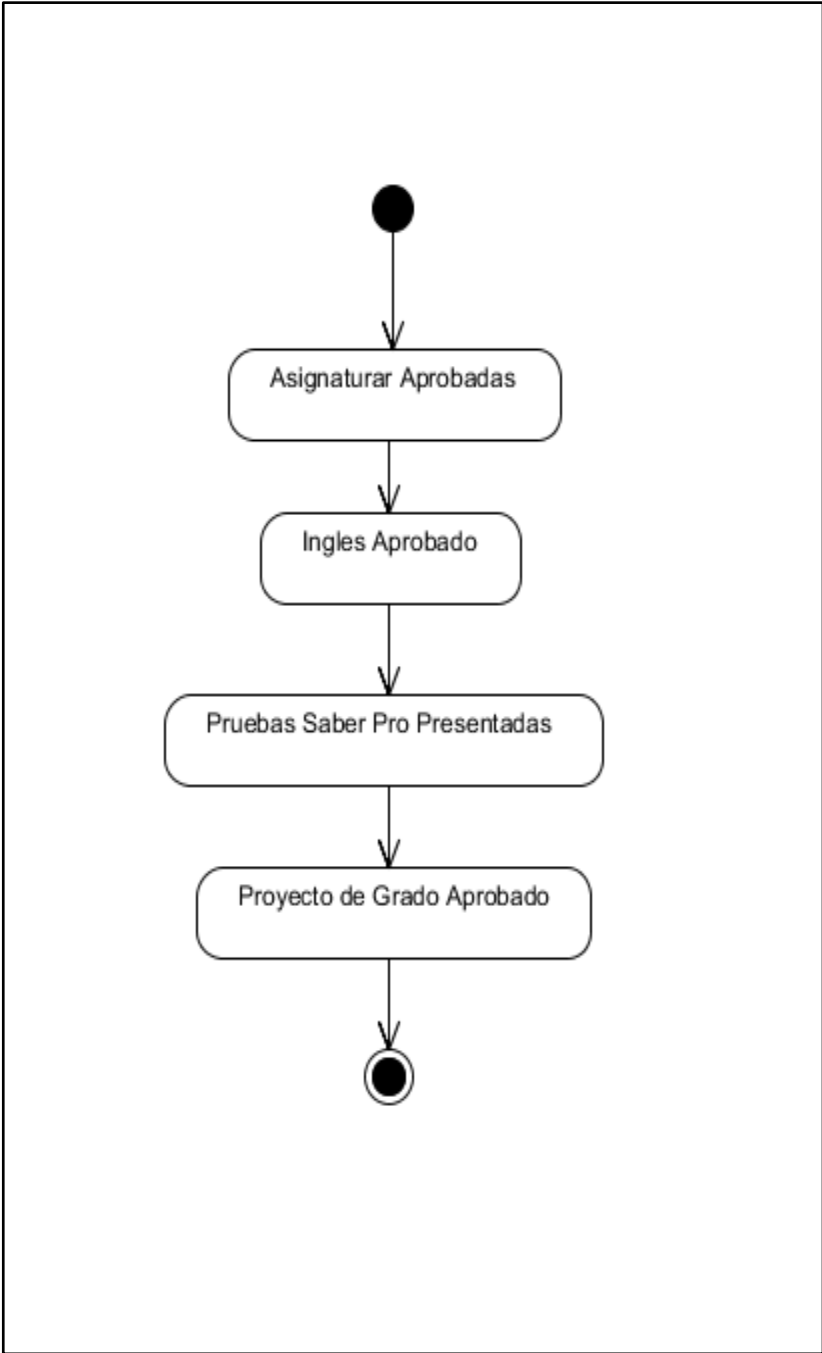 Asignaturar Aprobadas
Ingles Aprobado
Pruebas Saber Pro Presentadas
Proyecto de Grado Aprobado